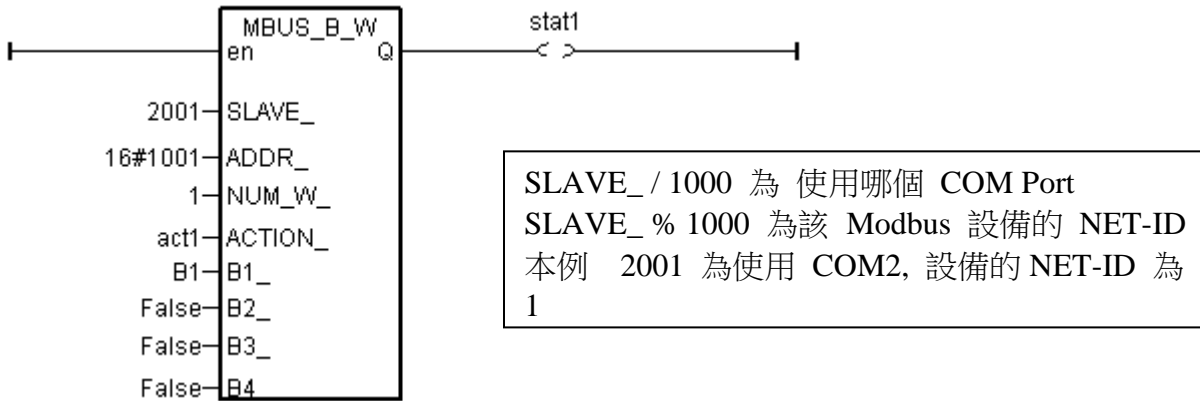 MBUS_B_W
stat1
en Q
2001 SLAVE_
16#1001 ADDR_
1 NUM_W_
act1 ACTION_
B1 B1_
False B2_
False B3_
False B4
SLAVE_ / 1000 為 使用哪個 COM Port
SLAVE_ % 1000 為該 Modbus 設備的 NET-ID
本例 2001 為使用 COM2, 設備的 NET-ID 為
1